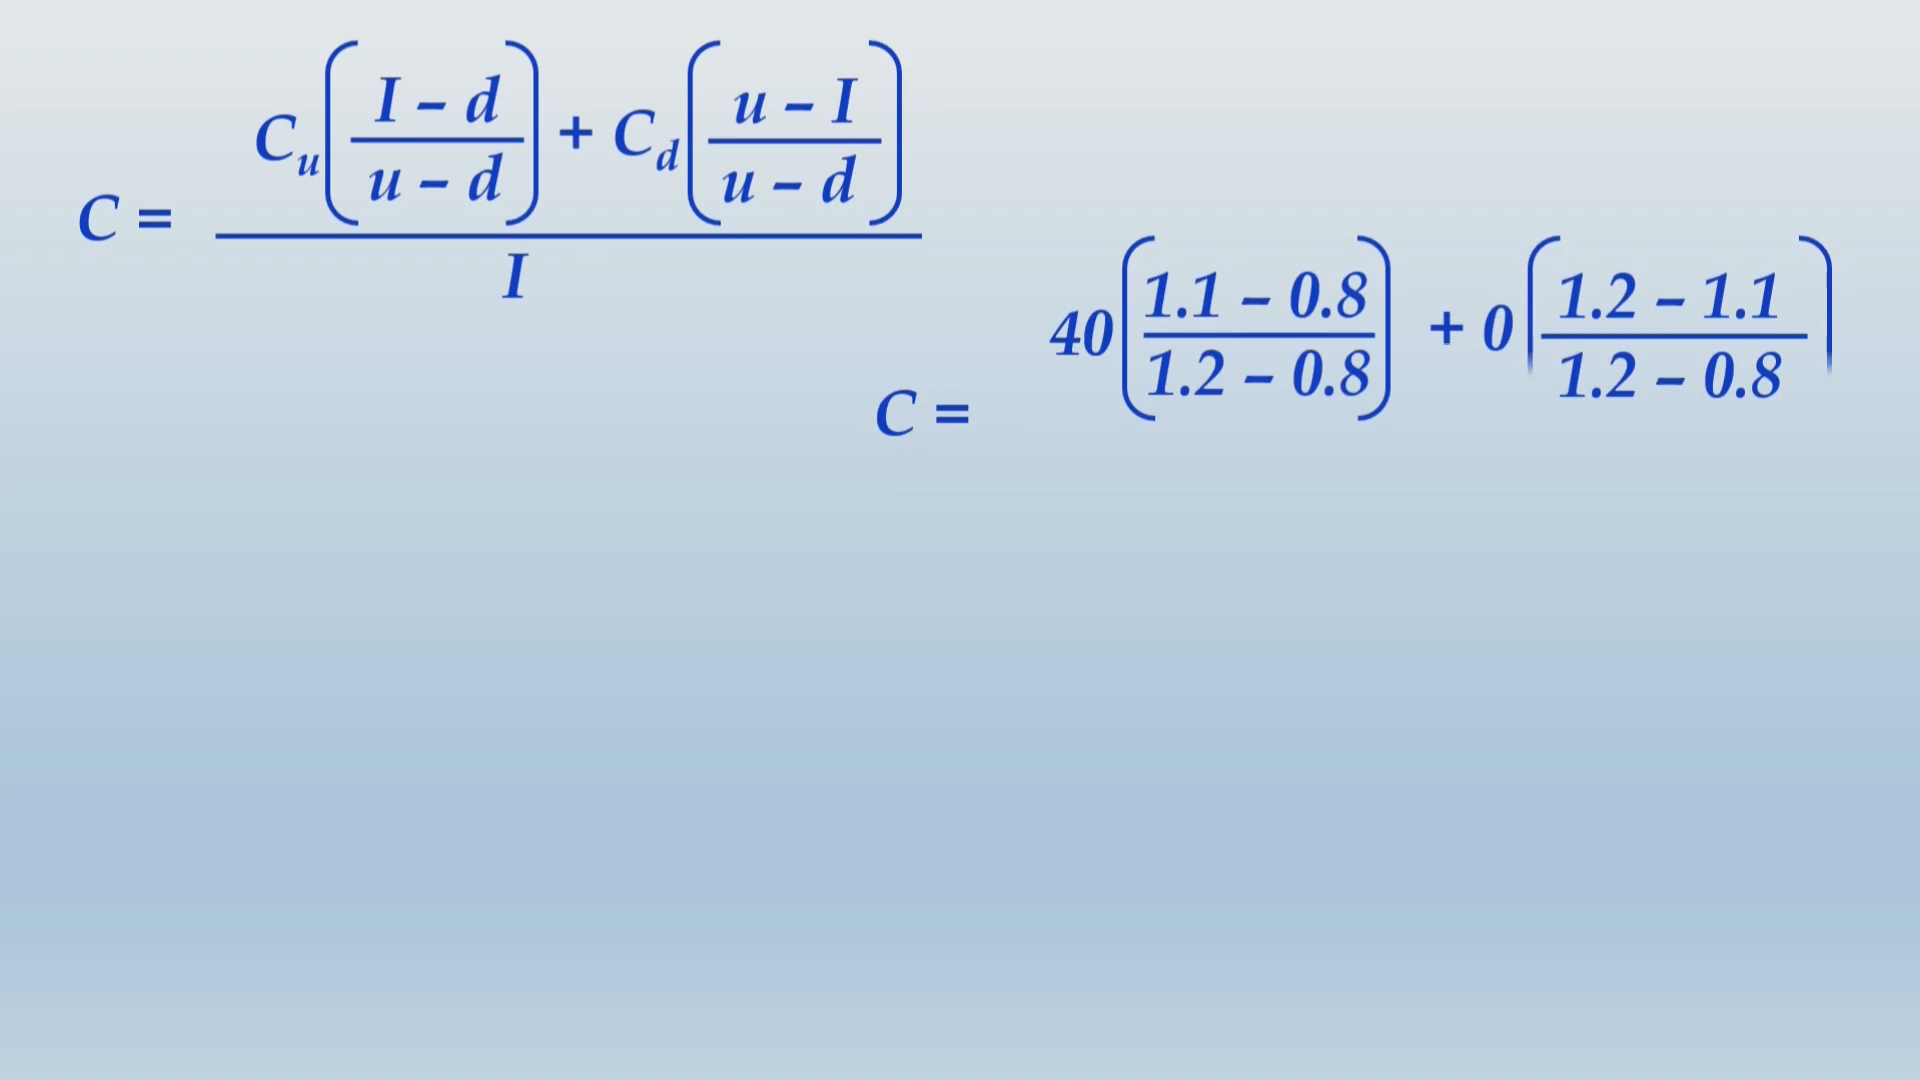 C = (C_u((I – d)/(u – d)) + C_d((u – I)/(u – d)))/I
C = 40((1.1 – 0.8)/(1.2 – 0.8)) + 0((1.2 – 1.1)/(1.2 – 0.8))